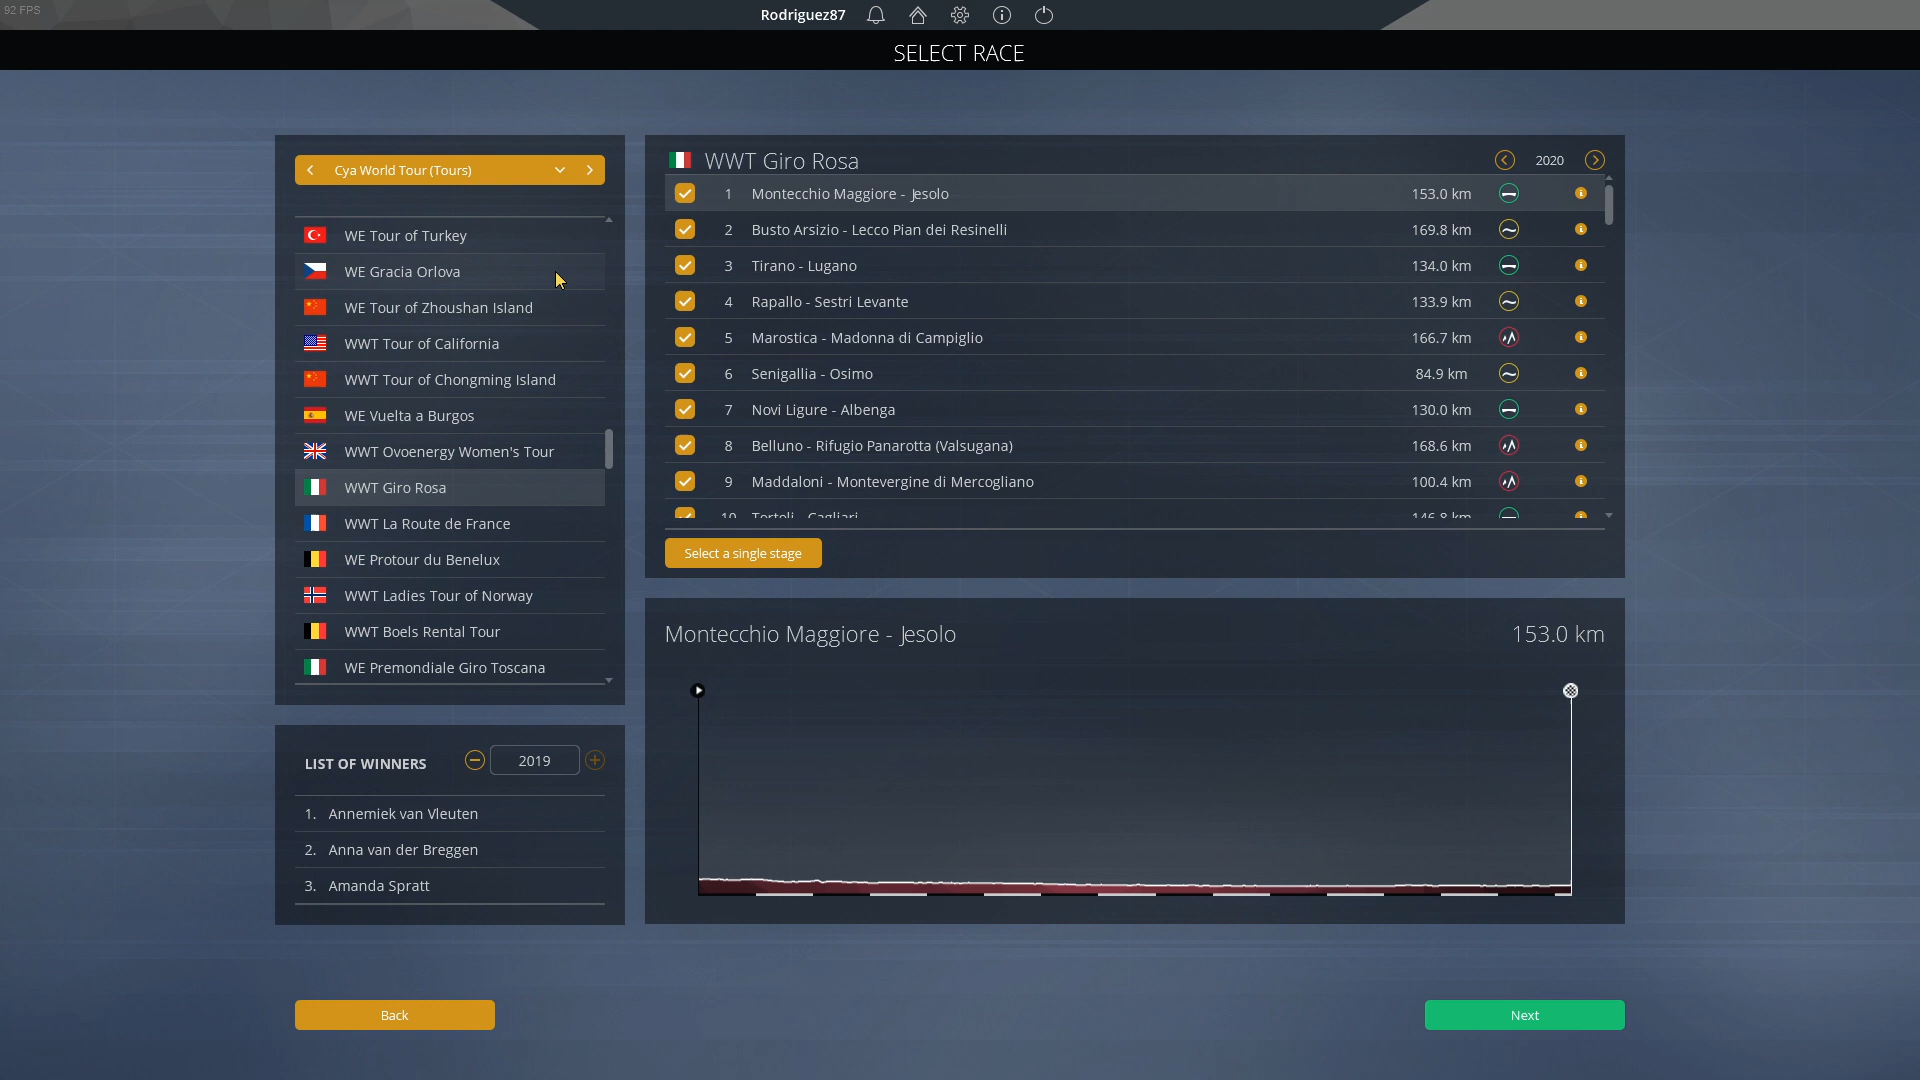 92 FPS
Rodriguez87
SELECT RACE
Cya World Tour (Tours)
WE Tour of Turkey
WE Gracia Orlova
WE Tour of Zhoushan Island
WWT Tour of California
WWT Tour of Chongming Island
WE Vuelta a Burgos
WWT Ovoenergy Women's Tour
WWT Giro Rosa
WWT La Route de France
WE Protour du Benelux
WWT Ladies Tour of Norway
WWT Boels Rental Tour
WE Premondiale Giro Toscana
LIST OF WINNERS 2019
1. Annemiek van Vleuten
2. Anna van der Breggen
3. Amanda Spratt
WWT Giro Rosa 2020
1 Montecchio Maggiore - Jesolo 153.0 km
2 Busto Arsizio - Lecco Pian dei Resinelli 169.8 km
3 Tirano - Lugano 134.0 km
4 Rapallo - Sestri Levante 133.9 km
5 Marostica - Madonna di Campiglio 166.7 km
6 Senigallia - Osimo 84.9 km
7 Novi Ligure - Albenga 130.0 km
8 Belluno - Rifugio Panarotta (Valsugana) 168.6 km
9 Maddaloni - Montevergine di Mercogliano 100.4 km
10 Tortoli - Cagliari 146.8 km
Select a single stage
Montecchio Maggiore - Jesolo 153.0 km
Back
Next